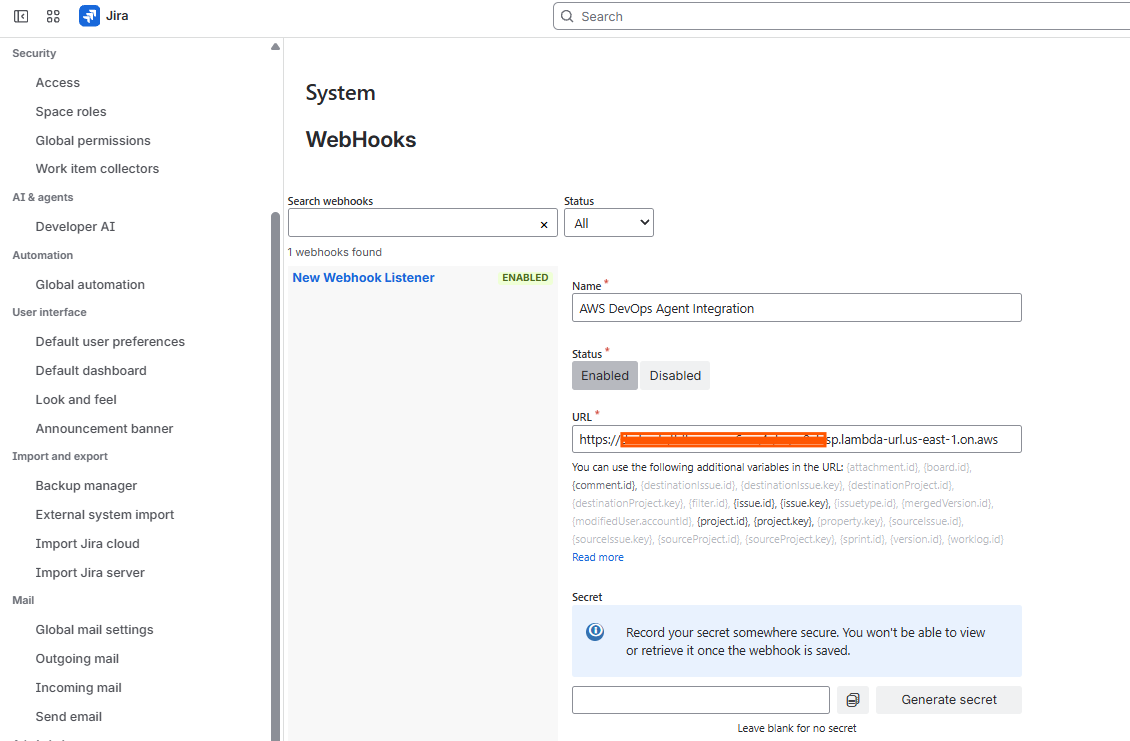 Jira
Search
Security
Access
Space roles
Global permissions
Work item collectors
AI & agents
Developer AI
Automation
Global automation
User interface
Default user preferences
Default dashboard
Look and feel
Announcement banner
Import and export
Backup manager
External system import
Import Jira cloud
Import Jira server
Mail
Global mail settings
Outgoing mail
Incoming mail
Send email
System
WebHooks
Search webhooks
Status
All
1 webhooks found
New Webhook Listener ENABLED
Name *
AWS DevOps Agent Integration
Status *
Enabled Disabled
URL *
https:// sp.lambda-url.us-east-1.on.aws
You can use the following additional variables in the URL: {attachment.id}, {board.id},
{comment.id}, {destinationIssue.id}, {destinationIssue.key}, {destinationProject.id},
{destinationProject.key}, {filter.id}, {issue.id}, {issue.key}, {issuetype.id}, {mergedVersion.id},
{modifiedUser.accountId}, {project.id}, {project.key}, {property.key}, {sourceIssue.id},
{sourceIssue.key}, {sourceProject.id}, {sourceProject.key}, {sprint.id}, {version.id}, {worklog.id}
Read more
Secret
Record your secret somewhere secure. You won't be able to view
or retrieve it once the webhook is saved.
Generate secret
Leave blank for no secret